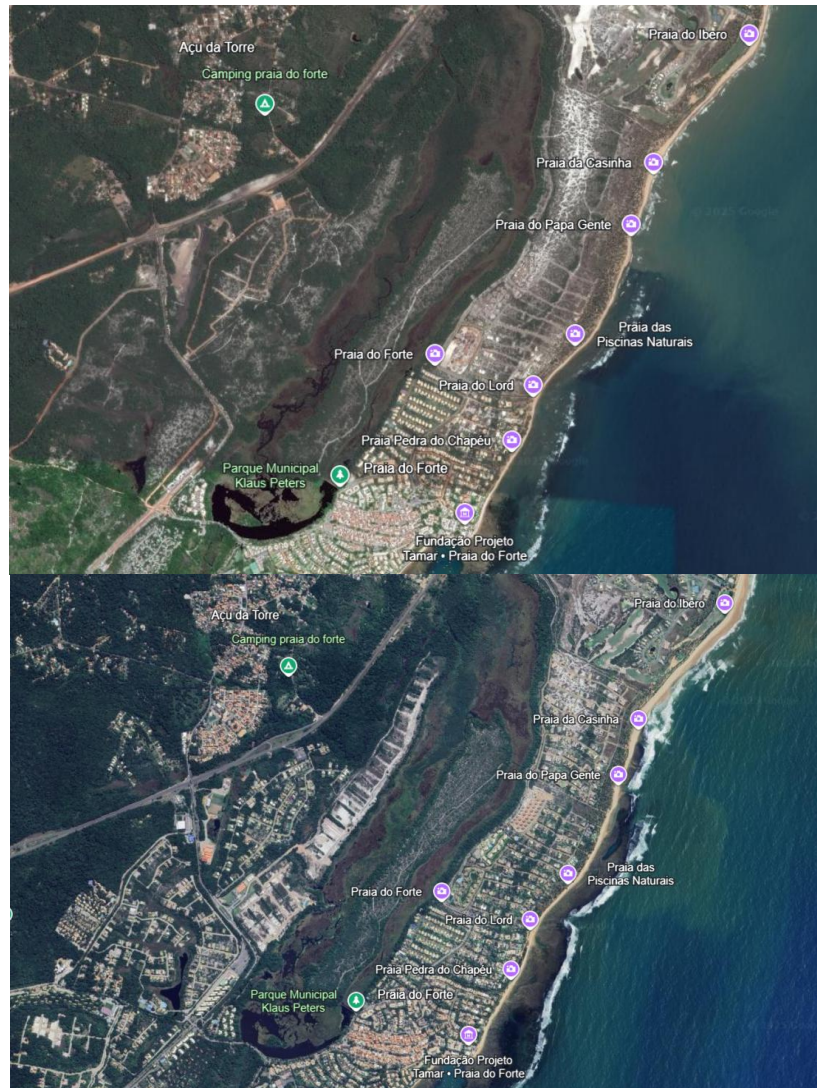 Praia do Ibero
Açu da Torre
Camping praia do forte
Praia da Casinha
© 2025 Google
Praia do Papa Gente
Praia das
Piscinas Naturais
Praia do Forte
Praia do Lord
Praia Pedra do Chapéu
Parque Municipal
Klaus Peters
Praia do Forte
Fundação Projeto
Tamar • Praia do Forte
Praia do Ibero
Açu da Torre
Camping praia do forte
Praia da Casinha
Praia do Papa Gente
Praia das
Piscinas Naturais
Praia do Forte
Praia do Lord
Praia Pedra do Chapéu
Parque Municipal
Klaus Peters
Praia do Forte
Fundação Projeto
Tamar • Praia do Forte